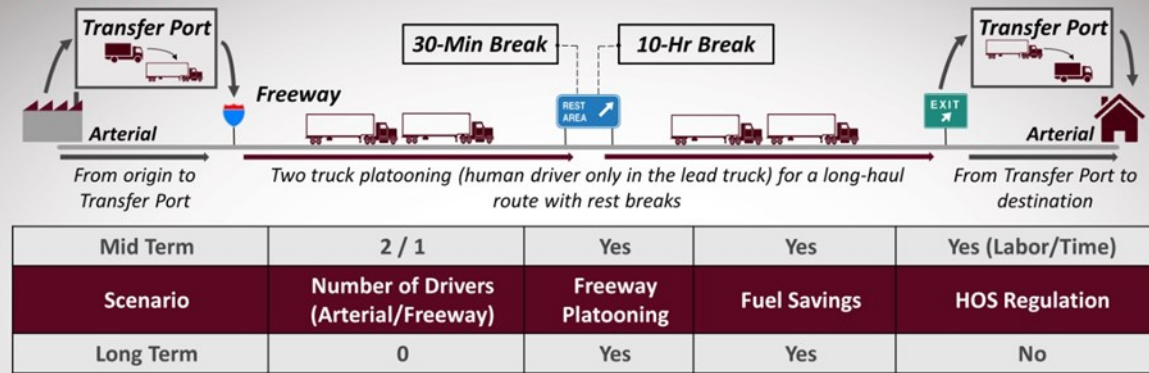 Transfer Port
30-Min Break
10-Hr Break
Transfer Port
Freeway
REST
AREA
EXIT
Arterial
Arterial
From origin to
Transfer Port
Two truck platooning (human driver only in the lead truck) for a long-haul
route with rest breaks
From Transfer Port to
destination
Mid Term
2 / 1
Yes
Yes
Yes (Labor/Time)
Scenario
Number of Drivers
(Arterial/Freeway)
Freeway
Platooning
Fuel Savings
HOS Regulation
Long Term
0
Yes
Yes
No